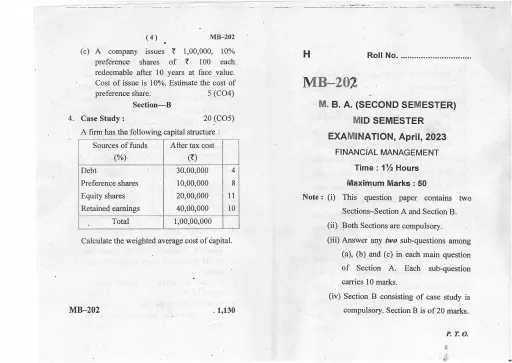 ( 4 ) MB–202
(c) A company issues ₹ 1,00,000, 10%
preference shares of ₹ 100 each
redeemable after 10 years at face value.
Cost of issue is 10%. Estimate the cost of
preference share. 5 (CO4)
Section—B
4. Case Study : 20 (CO5)
A firm has the following capital structure :
Sources of funds After tax cost
(%) (₹)
Debt 30,00,000 4
Preference shares 10,00,000 8
Equity shares 20,00,000 11
Retained earnings 40,00,000 10
Total 1,00,00,000
Calculate the weighted average cost of capital.
MB–202 1,130
H Roll No. ..............................
MB–202
M. B. A. (SECOND SEMESTER)
MID SEMESTER
EXAMINATION, April, 2023
FINANCIAL MANAGEMENT
Time : 1½ Hours
Maximum Marks : 50
Note : (i) This question paper contains two
Sections–Section A and Section B.
(ii) Both Sections are compulsory.
(iii) Answer any two sub-questions among
(a), (b) and (c) in each main question
of Section A. Each sub-question
carries 10 marks.
(iv) Section B consisting of case study is
compulsory. Section B is of 20 marks.
P. T. O.